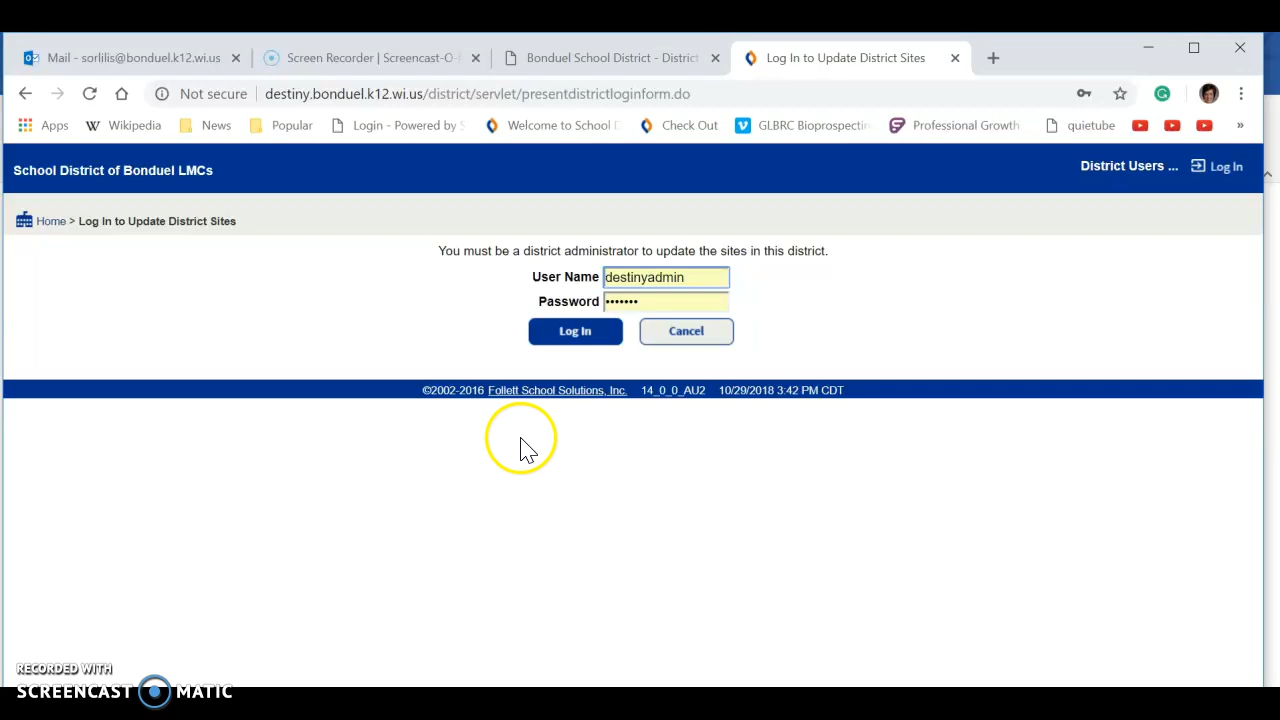 Mail - sorlilis@bonduel.k12.wi.us
Screen Recorder | Screencast-O-
Bonduel School District - District
Log In to Update District Sites
Not secure destiny.bonduel.k12.wi.us/district/servlet/presentdistrictloginform.do
Apps Wikipedia News Popular Login - Powered by S Welcome to School D Check Out GLBRC Bioprospectin Professional Growth quietube »
School District of Bonduel LMCs
District Users ... Log In
Home > Log In to Update District Sites
You must be a district administrator to update the sites in this district.
User Name destinyadmin
Password •••••••
Log In Cancel
©2002-2016 Follett School Solutions, Inc. 14_0_0_AU2 10/29/2018 3:42 PM CDT
RECORDED WITH
SCREENCAST MATIC